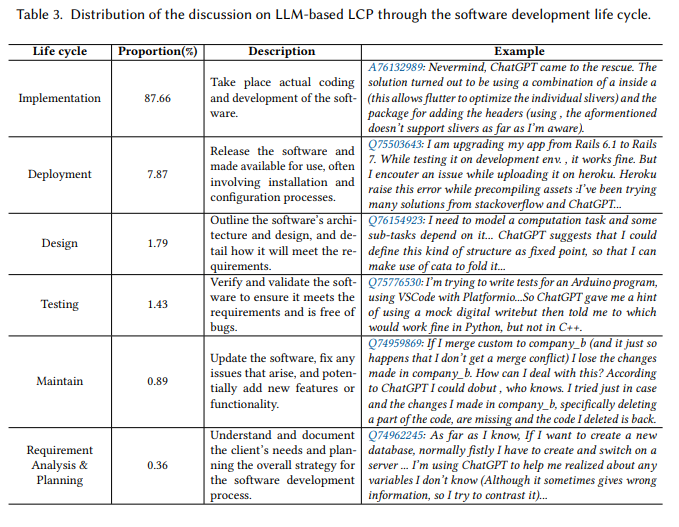 Table 3. Distribution of the discussion on LLM-based LCP through the software development life cycle.
Life cycle Proportion(%) Description Example
Implementation 87.66
Take place actual coding
and development of the soft-
ware.
A76132989: Nevermind, ChatGPT came to the rescue. The
solution turned out to be using a combination of a inside a
(this allows flutter to optimize the individual slivers) and the
package for adding the headers (using , the aforementioned
doesn't support slivers as far as I'm aware).
Deployment 7.87
Release the software and
made available for use, often
involving installation and
configuration processes.
Q75503643: I am upgrading my app from Rails 6.1 to Rails
7. While testing it on development env. , it works fine. But
I encouter an issue while uploading it on heroku. Heroku
raise this error while precompiling assets :I've been trying
many solutions from stackoverflow and ChatGPT...
Design 1.79
Outline the software's archi-
tecture and design, and de-
tail how it will meet the re-
quirements.
Q76154923: I need to model a computation task and some
sub-tasks depend on it... ChatGPT suggests that I could
define this kind of structure as fixed point, so that I can
make use of cata to fold it...
Testing 1.43
Verify and validate the soft-
ware to ensure it meets the
requirements and is free of
bugs.
Q75776530: I'm trying to write tests for an Arduino program,
using VSCode with Platformio...So ChatGPT gave me a hint
of using a mock digital writebut then told me to which
would work fine in Python, but not in C++.
Maintain 0.89
Update the software, fix any
issues that arise, and poten-
tially add new features or
functionality.
Q74959869: If I merge custom to company_b (and it just so
happens that I don't get a merge conflict) I lose the changes
made in company_b. How can I deal with this? According
to ChatGPT I could dobut , who knows. I tried just in case
and the changes I made in company_b, specifically deleting
a part of the code, are missing and the code I deleted is back.
Requirement
Analysis &
Planning
0.36
Understand and document
the client's needs and plan-
ning the overall strategy for
the software development
process.
Q74962245: As far as I know, If I want to create a new
database, normally fistly I have to create and switch on a
server ... I'm using ChatGPT to help me realized about any
variables I don't know (Although it sometimes gives wrong
information, so I try to contrast it)...